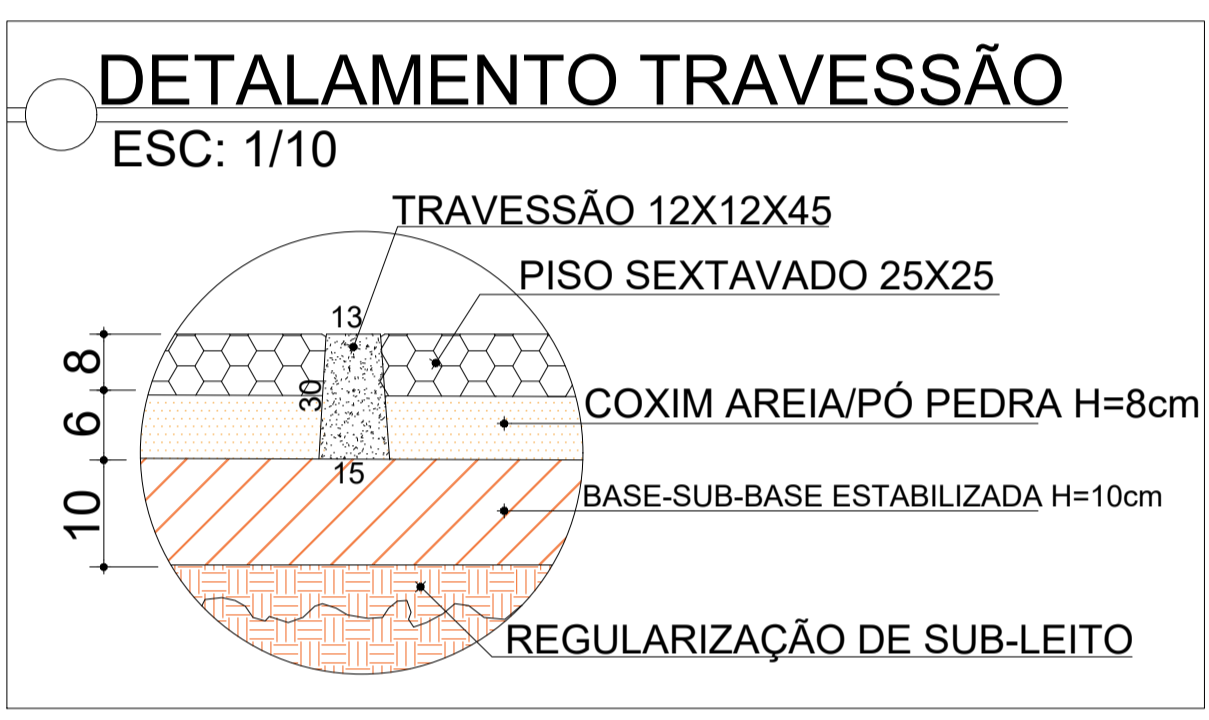 DETALAMENTO TRAVESSÃO
ESC: 1/10
TRAVESSÃO 12X12X45
PISO SEXTAVADO 25X25
13
8
30
COXIM AREIA/PÓ PEDRA H=8cm
6
15
BASE-SUB-BASE ESTABILIZADA H=10cm
10
REGULARIZAÇÃO DE SUB-LEITO